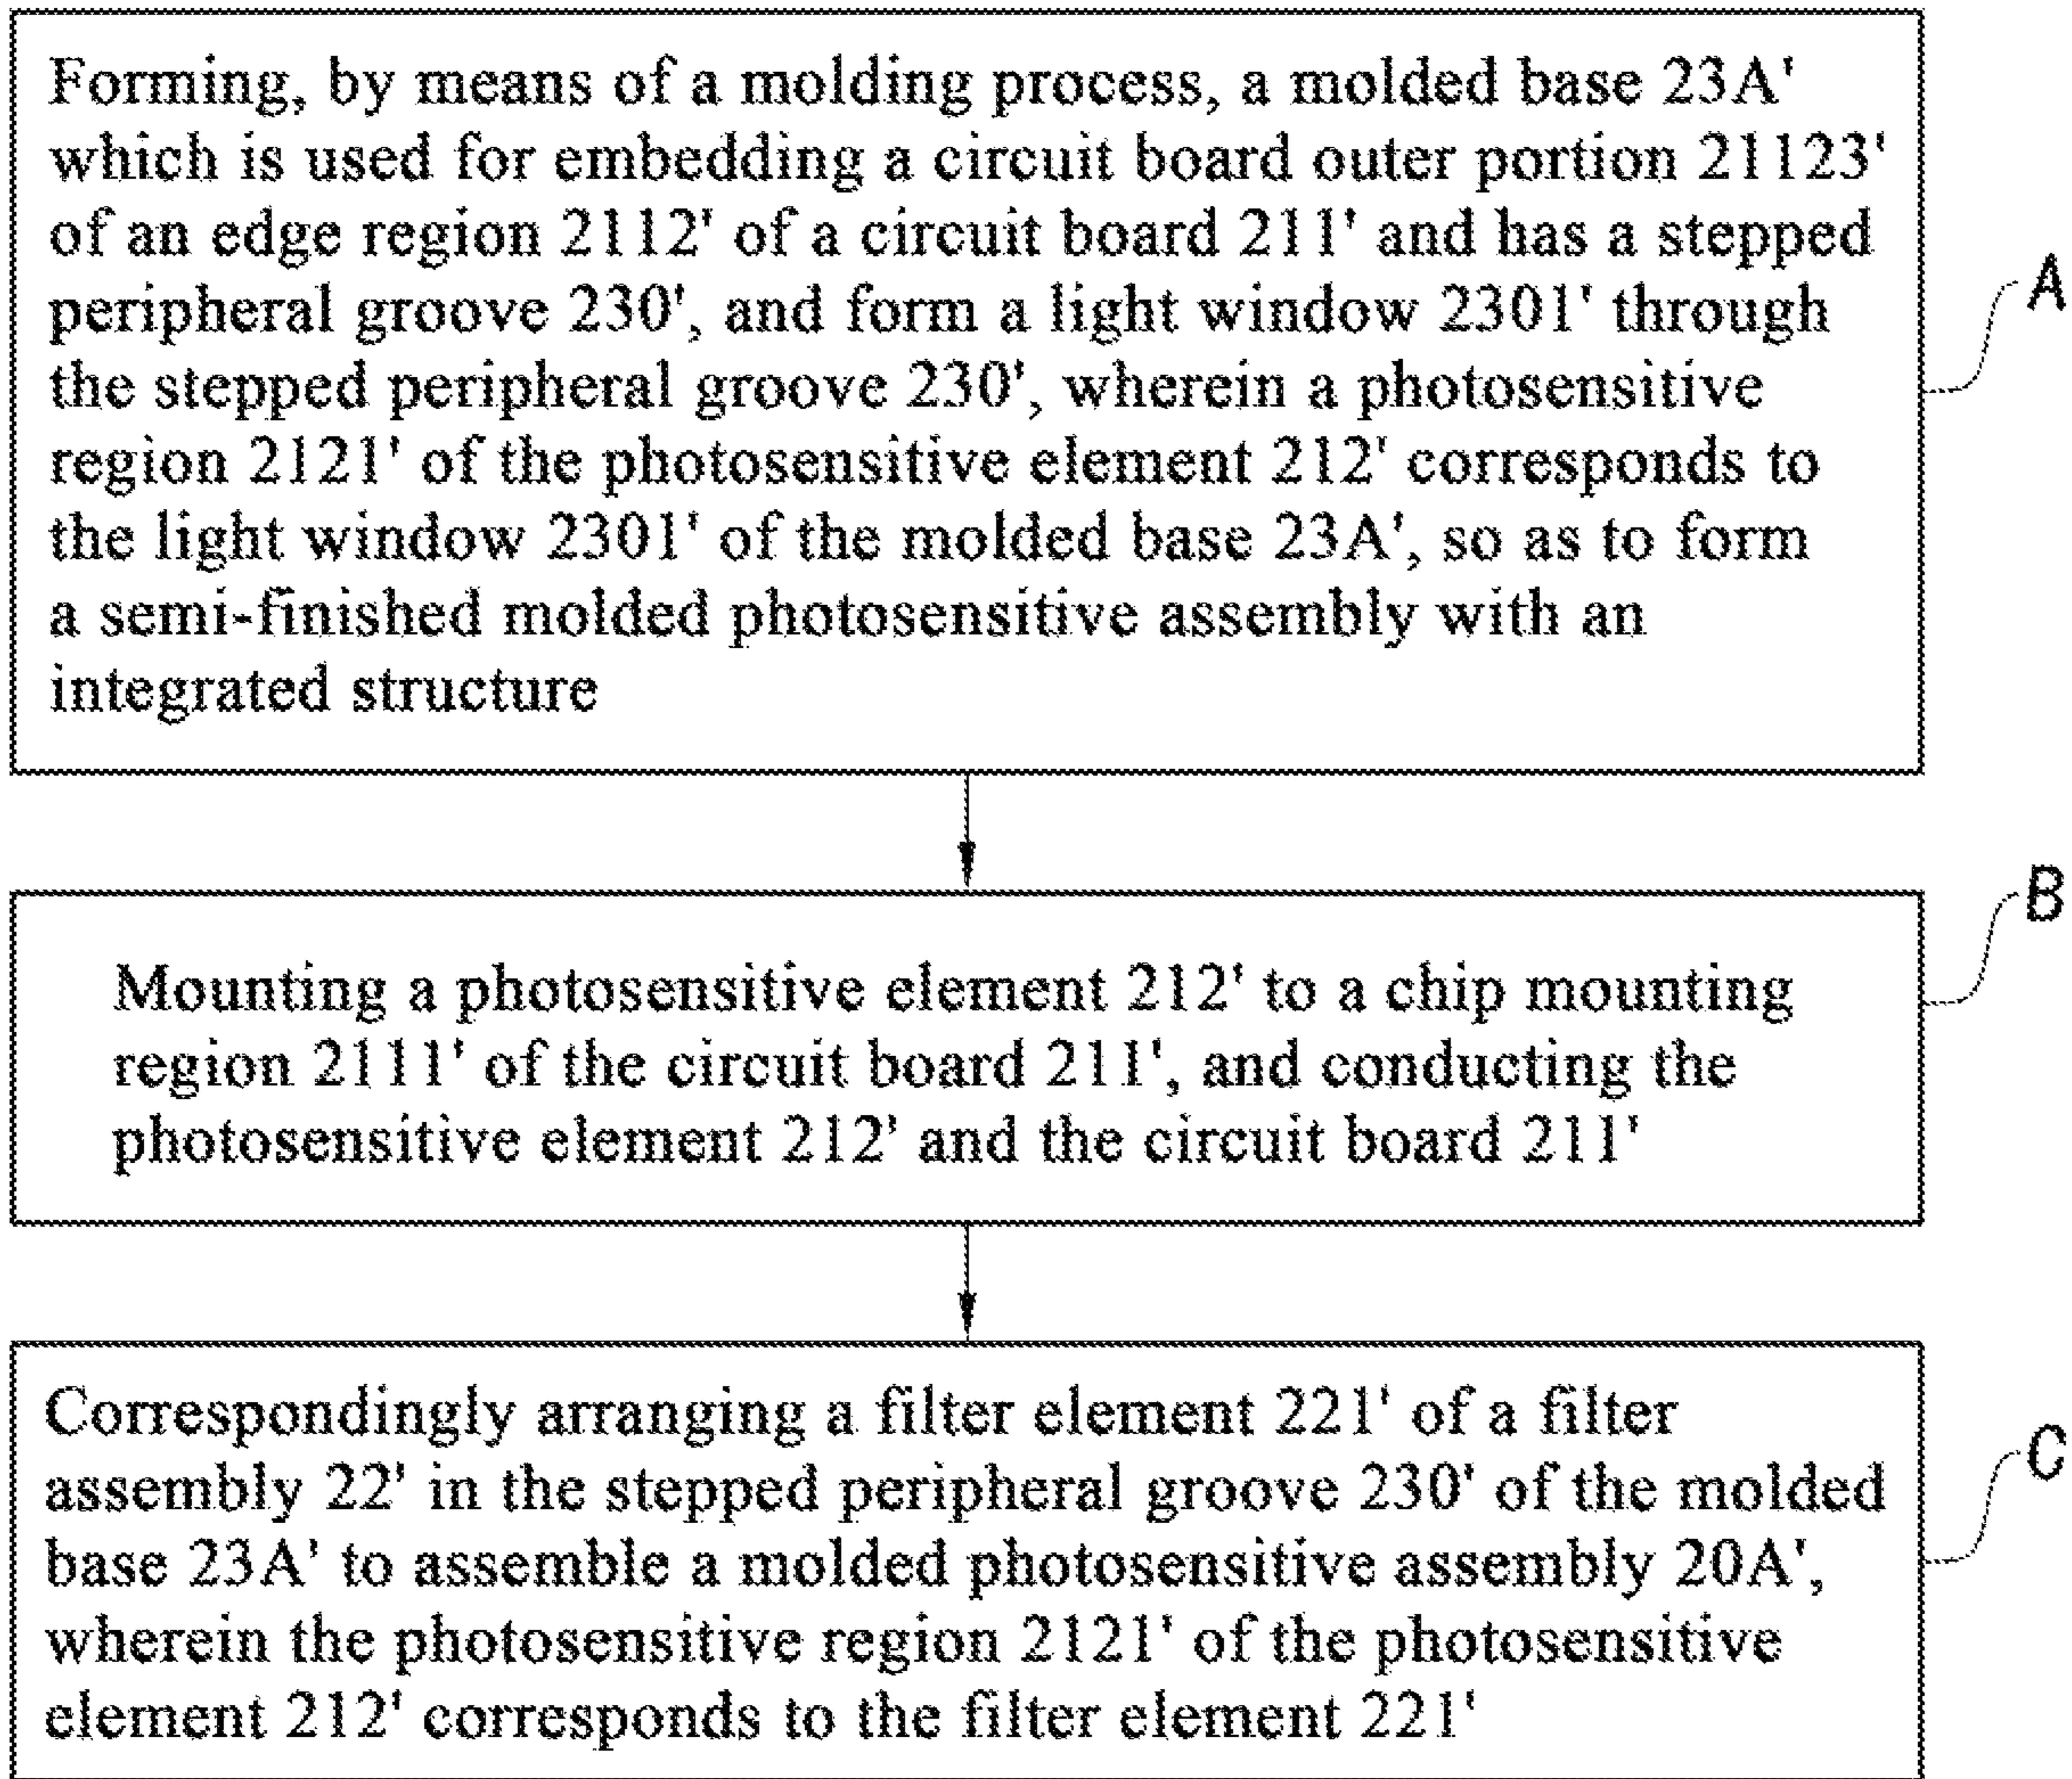 Forming, by means of a molding process, a molded base 23A'
which is used for embedding a circuit board outer portion 21123'
of an edge region 2112' of a circuit board 211' and has a stepped
peripheral groove 230', and form a light window 2301' through
the stepped peripheral groove 230', wherein a photosensitive
region 2121' of the photosensitive element 212' corresponds to
the light window 2301' of the molded base 23A', so as to form
a semi-finished molded photosensitive assembly with an
integrated structure
A
Mounting a photosensitive element 212' to a chip mounting
region 2111' of the circuit board 211', and conducting the
photosensitive element 212' and the circuit board 211'
B
Correspondingly arranging a filter element 221' of a filter
assembly 22' in the stepped peripheral groove 230' of the molded
base 23A' to assemble a molded photosensitive assembly 20A',
wherein the photosensitive region 2121' of the photosensitive
element 212' corresponds to the filter element 221'
C